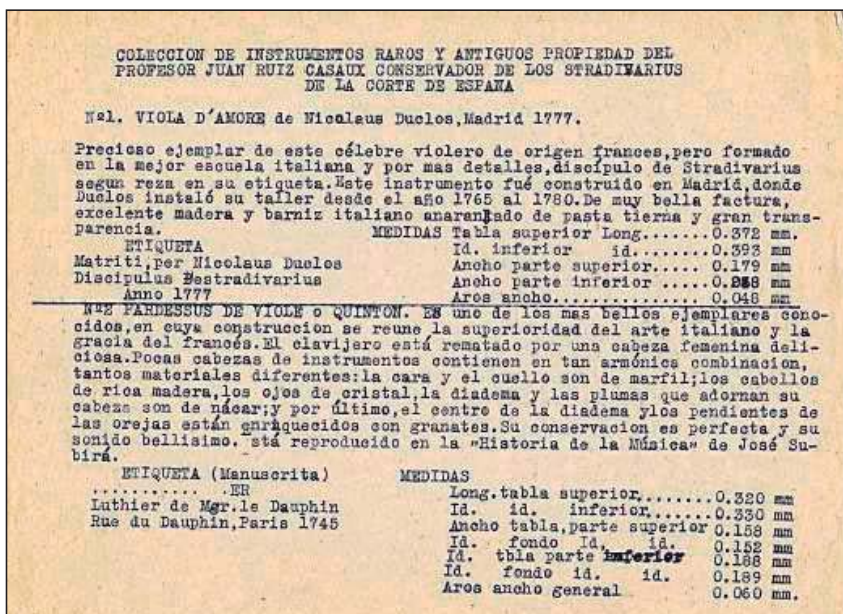 COLECCION DE INSTRUMENTOS RAROS Y ANTIGUOS PROPIEDAD DEL
PROFESOR JUAN RUIZ CASAUX CONSERVADOR DE LOS STRADIVARIUS
DE LA CORTE DE ESPAÑA
Nº1. VIOLA D'AMORE de Nicolaus Duclos,Madrid 1777.
Precioso ejemplar de este célebre violero de origen frances,pero formado
en la mejor escuela italiana y por mas detalles,discípulo de Stradivarius
segun reza en su etiqueta.Este instrumento fué construido en Madrid,donde
Duclos instaló su taller desde el año 1765 al 1780.De muy bella factura,
excelente madera y barniz italiano anaranjado de pasta tierna y gran trans-
parencia. MEDIDAS Tabla superior Long.......0.372 mm.
ETIQUETA Id. inferior id.......0.393 mm
Matriti,per Nicolaus Duclos Ancho parte superior..... 0.179 mm
Discipulus Destradivarius Ancho parte inferior ....0. mm
Anno 1777 Aros ancho............... 0.048 mm
Nº2 PARDESSUS DE VIOLE o QUINTON. Es uno de los mas bellos ejemplares cono-
cidos,en cuya construccion se reune la superioridad del arte italiano y la
gracia del francés.El clavijero está rematado por una cabeza femenina deli-
ciosa.Pocas cabezas de instrumentos contienen en tan armónica combinacion,
tantos materiales diferentes:la cara y el cuello son de marfil;los cabellos
de rica madera,los ojos de cristal,la diadema y las plumas que adornan su
cabeza son de nácar;y por último,el centro de la diadema ylos pendientes de
las orejas están enriquecidos con granates.Su conservacion es perfecta y su
sonido bellisimo. stá reproducido en la "Historia de la Música" de José Su-
birá.
ETIQUETA (Manuscrita) MEDIDAS
........... .ER Long.tabla superior........0.320 mm
Luthier de Mgr.le Dauphin Id. id. inferior.......0.330 mm
Rue du Dauphin,Paris 1745 Ancho tabla,parte superior 0.158 mm
Id. fondo Id. id. 0.152 mm
Id. tbla parte inferior 0.188 mm
Id. fondo id. id. 0.189 mm
Aros ancho general 0.060 mm.